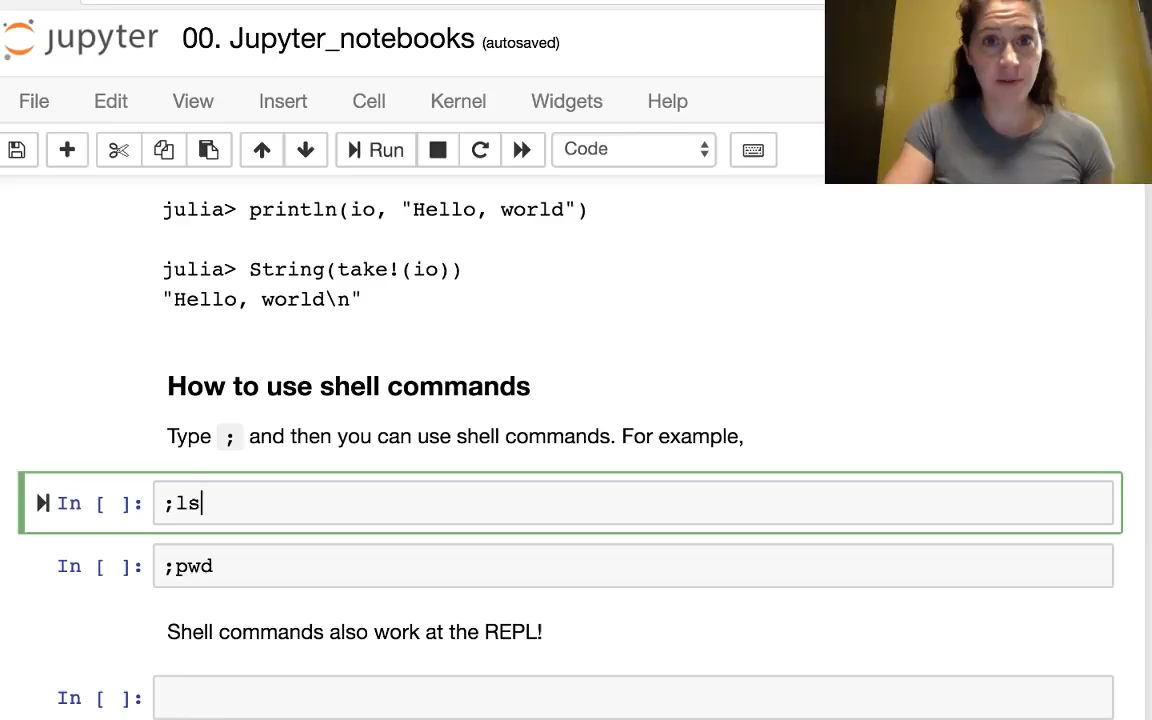 jupyter 00. Jupyter_notebooks (autosaved)
File Edit View Insert Cell Kernel Widgets Help
Run Code
julia> println(io, "Hello, world")
julia> String(take!(io))
"Hello, world\n"
How to use shell commands
Type ; and then you can use shell commands. For example,
In [ ]: ;ls
In [ ]: ;pwd
Shell commands also work at the REPL!
In [ ]: